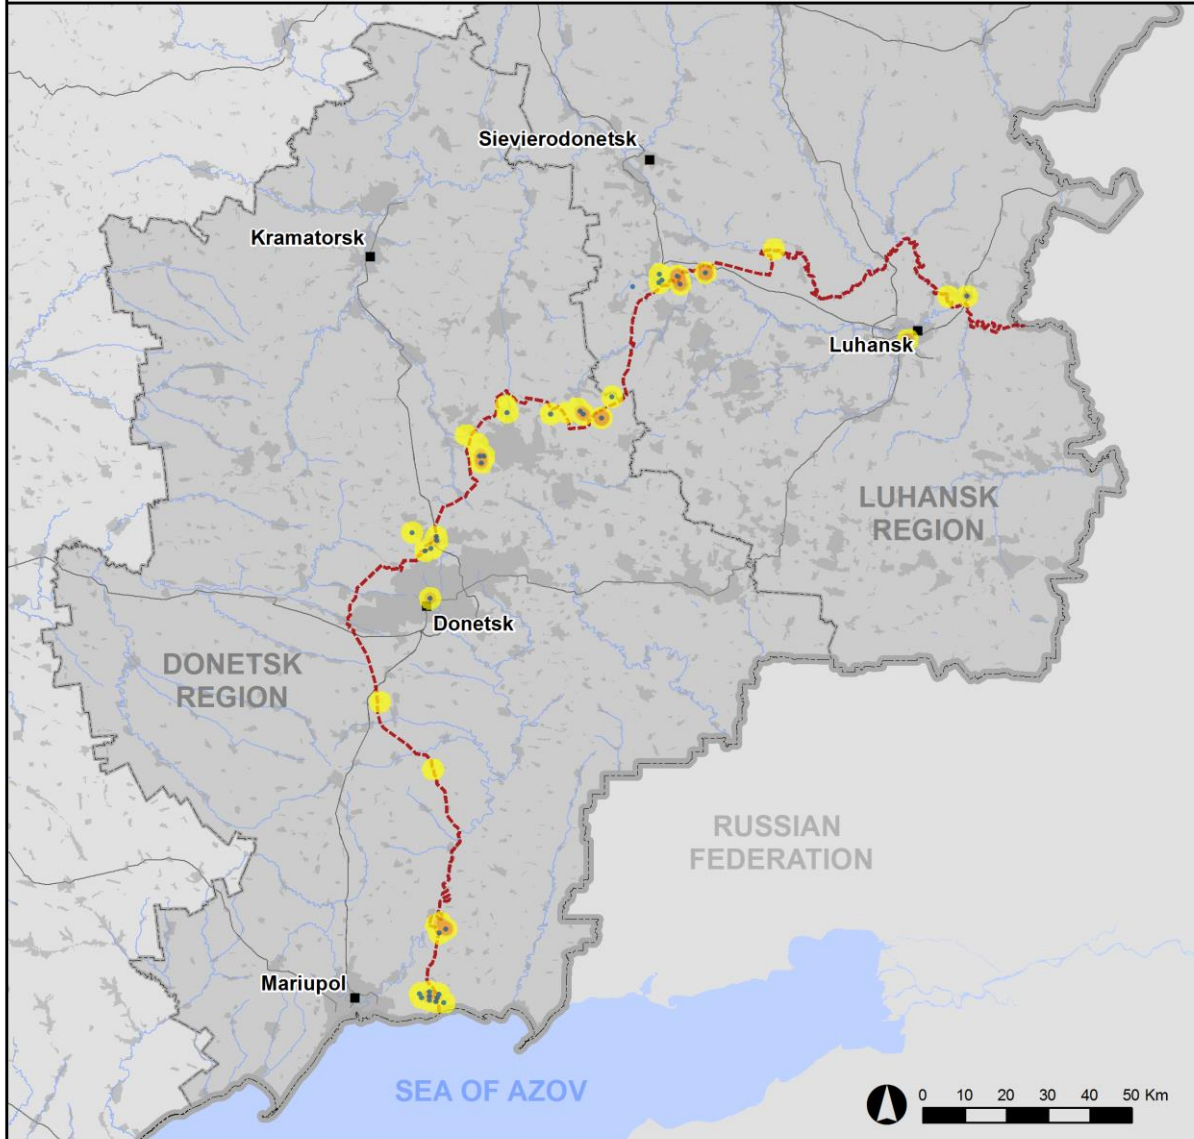 Sievierodonetsk
Kramatorsk
Luhansk
LUHANSK
REGION
Donetsk
DONETSK
REGION
RUSSIAN
FEDERATION
Mariupol
SEA OF AZOV
0 10 20 30 40 50 Km